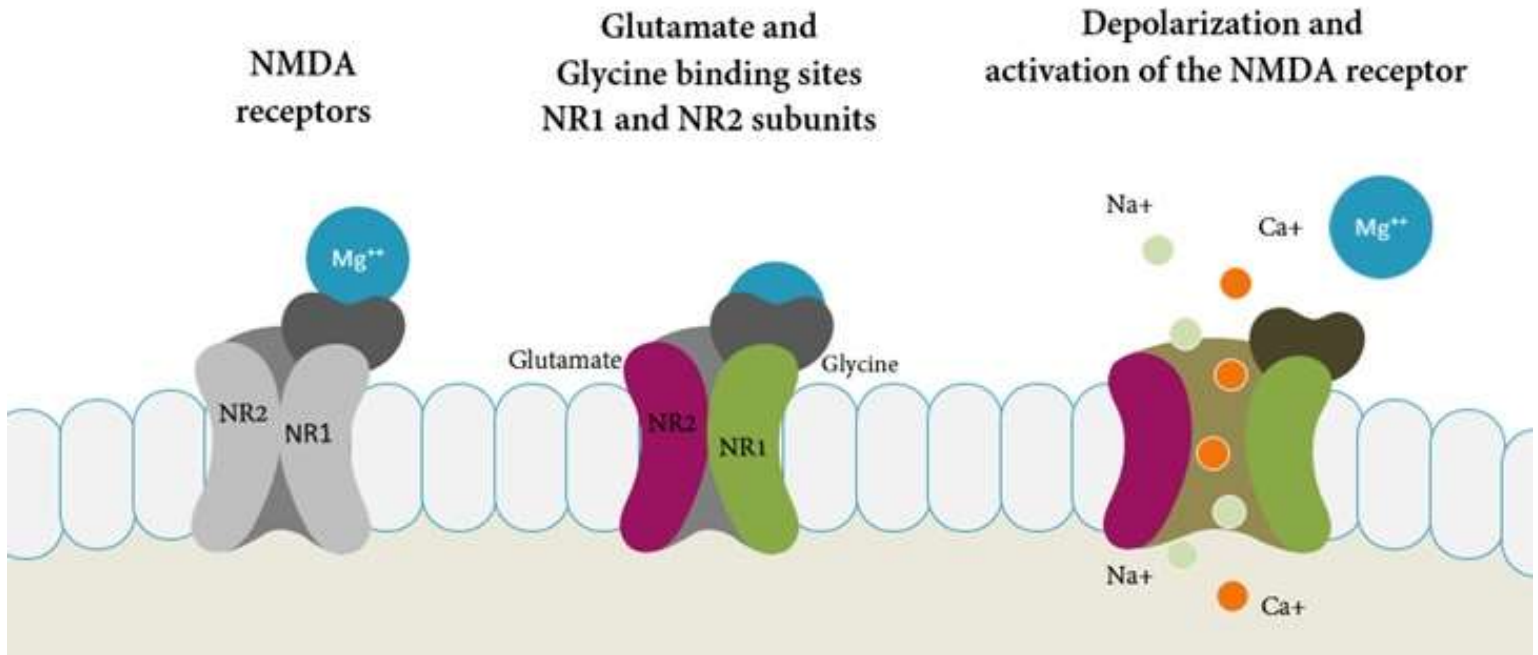 NMDA
receptors
Glutamate and
Glycine binding sites
NR1 and NR2 subunits
Depolarization and
activation of the NMDA receptor
Mg⁺⁺
NR2
NR1
Glutamate
Glycine
NR2
NR1
Na+
Ca+
Mg⁺⁺
Na+
Ca+